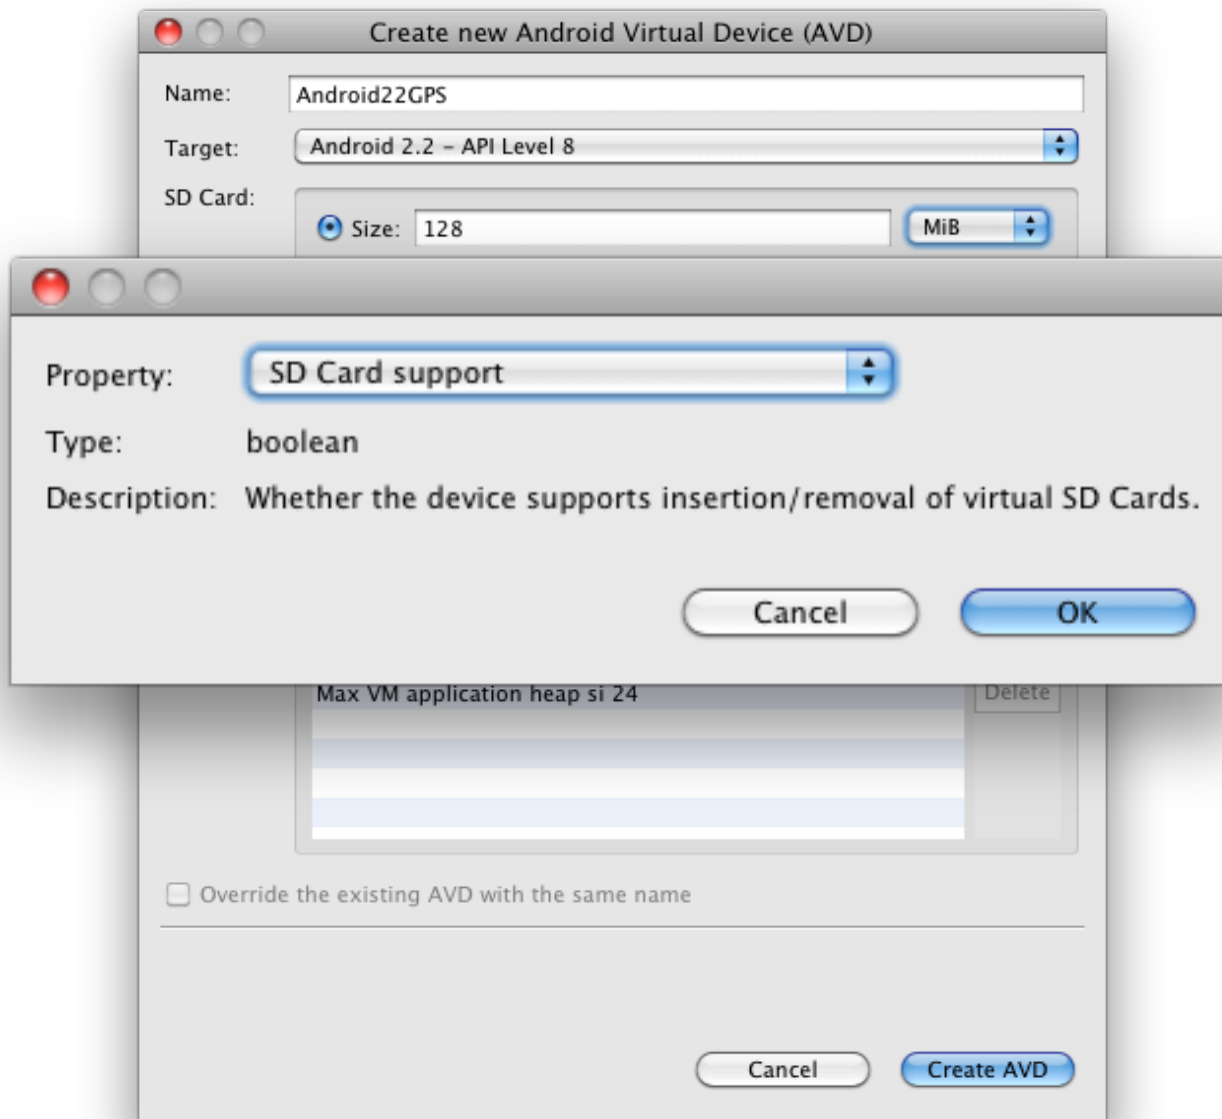 Create new Android Virtual Device (AVD)
Name: Android22GPS
Target: Android 2.2 – API Level 8
SD Card:
Size: 128 MiB
Property: SD Card support
Type: boolean
Description: Whether the device supports insertion/removal of virtual SD Cards.
Cancel OK
Max VM application heap si 24 Delete
Override the existing AVD with the same name
Cancel Create AVD